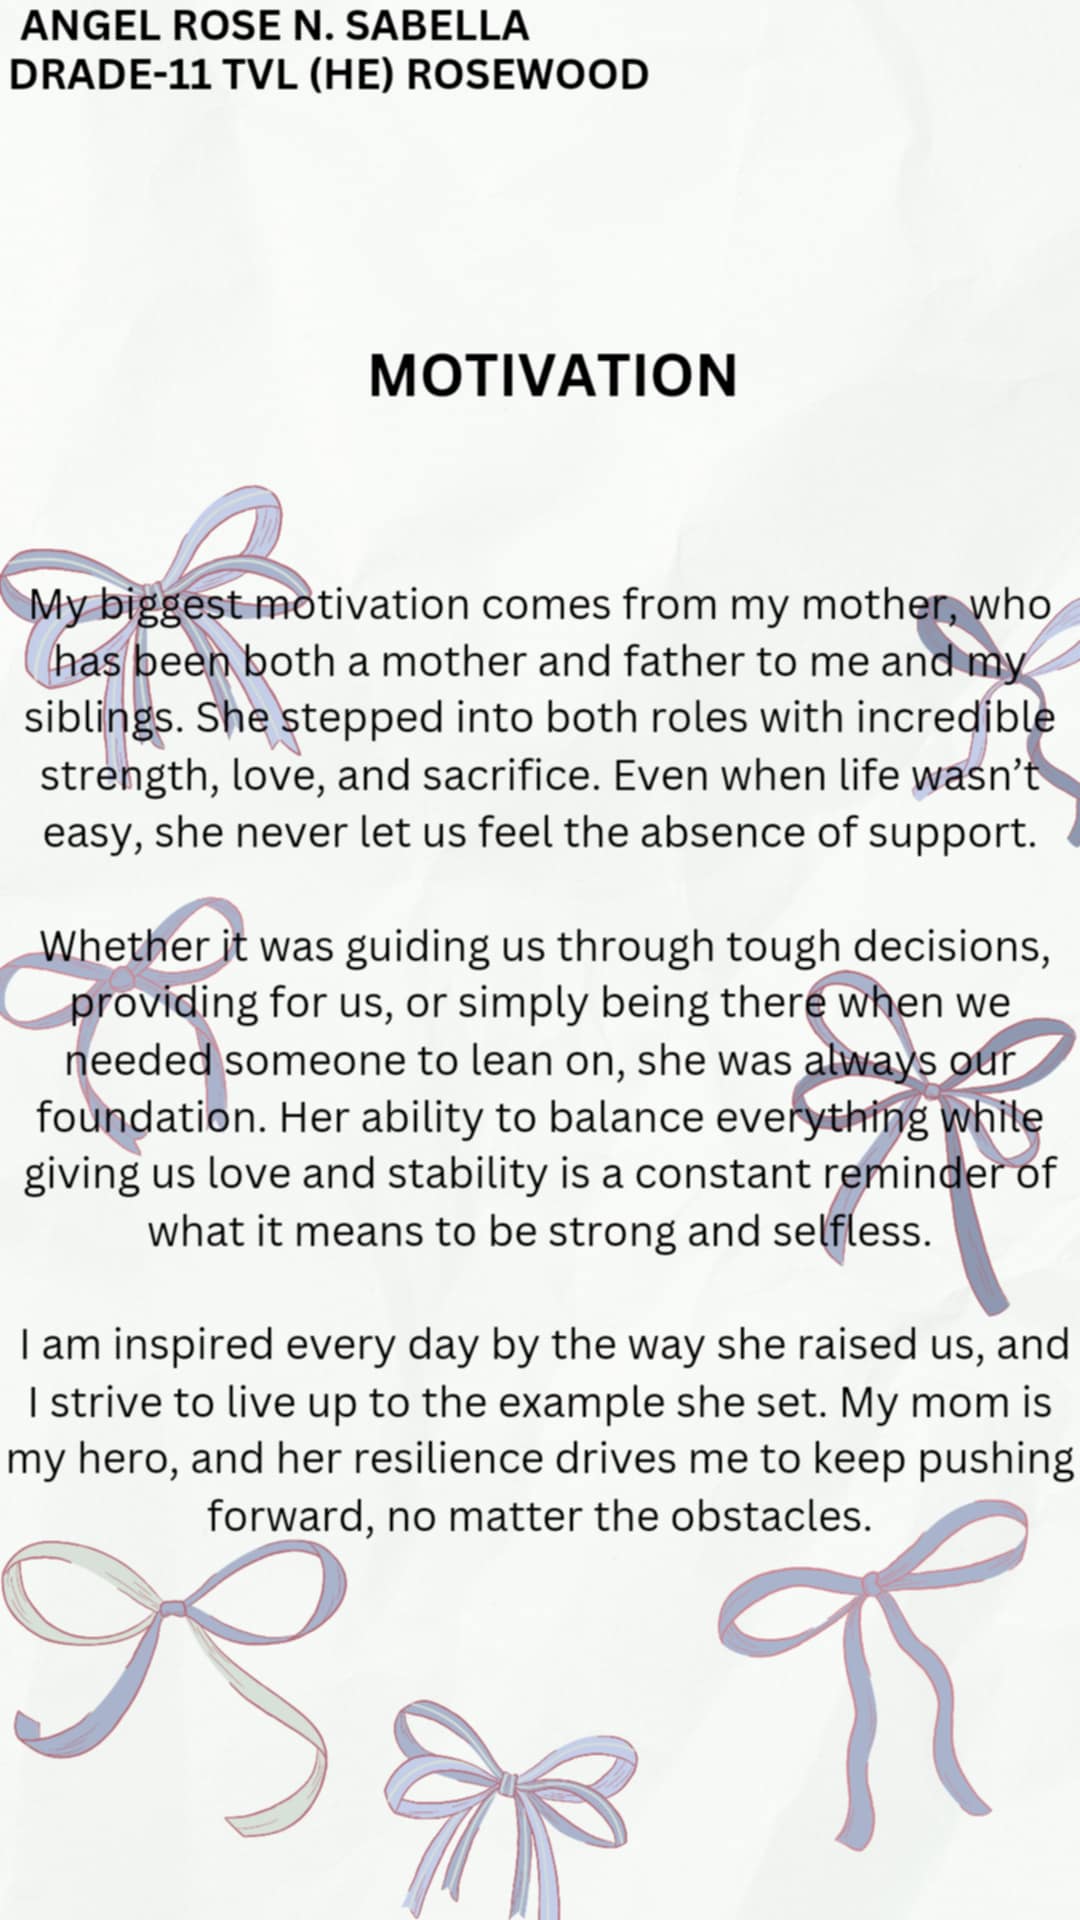 ANGEL ROSE N. SABELLA
DRADE-11 TVL (HE) ROSEWOOD
MOTIVATION
My biggest motivation comes from my mother, who
has been both a mother and father to me and my
siblings. She stepped into both roles with incredible
strength, love, and sacrifice. Even when life wasn’t
easy, she never let us feel the absence of support.
Whether it was guiding us through tough decisions,
providing for us, or simply being there when we
needed someone to lean on, she was always our
foundation. Her ability to balance everything while
giving us love and stability is a constant reminder of
what it means to be strong and selfless.
I am inspired every day by the way she raised us, and
I strive to live up to the example she set. My mom is
my hero, and her resilience drives me to keep pushing
forward, no matter the obstacles.